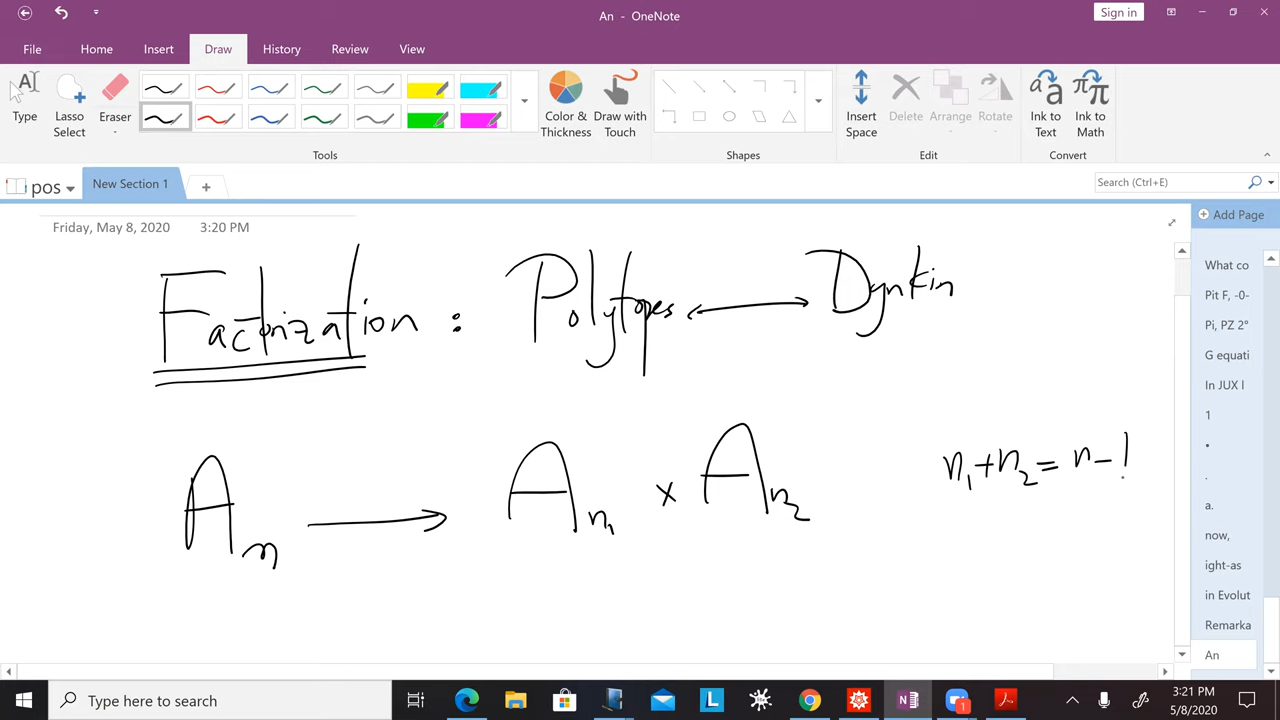 An - OneNote
Sign in
File Home Insert Draw History Review View
Type
Lasso Select
Eraser
Color & Thickness
Draw with Touch
Insert Space
Delete
Arrange
Rotate
Ink to Text
Ink to Math
Tools
Shapes
Edit
Convert
pos
New Section 1
Search (Ctrl+E)
Friday, May 8, 2020 3:20 PM
Add Page
Factorization : Polytopes ⟷ Dynkin
A_n ⟶ A_n₁ × A_n₂ n₁+n₂=n-1
What co
Pit F, -0-
Pi, PZ 2°
G equati
In JUX l
1
•
.
a.
now,
ight-as
in Evolut
Remarka
An
Type here to search
L
1
3:21 PM
5/8/2020